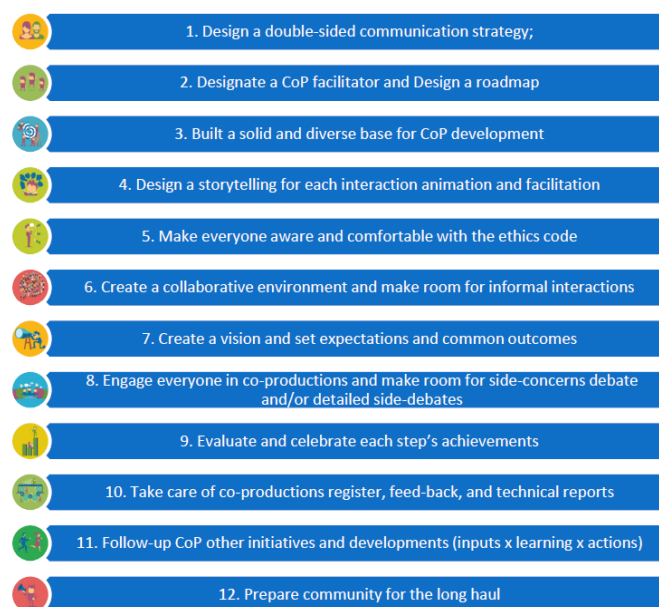 1. Design a double-sided communication strategy;
2. Designate a CoP facilitator and Design a roadmap
3. Built a solid and diverse base for CoP development
4. Design a storytelling for each interaction animation and facilitation
5. Make everyone aware and comfortable with the ethics code
6. Create a collaborative environment and make room for informal interactions
7. Create a vision and set expectations and common outcomes
8. Engage everyone in co-productions and make room for side-concerns debate
and/or detailed side-debates
9. Evaluate and celebrate each step's achievements
10. Take care of co-productions register, feed-back, and technical reports
11. Follow-up CoP other initiatives and developments (inputs x learning x actions)
12. Prepare community for the long haul